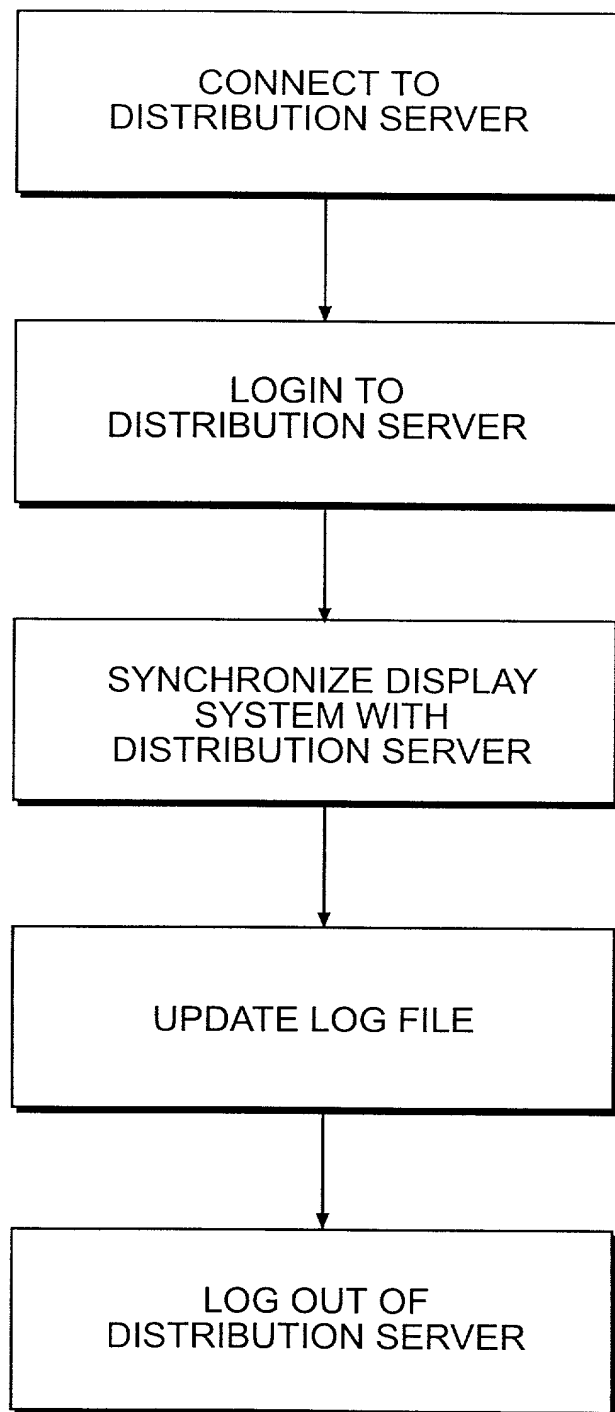 CONNECT TO
DISTRIBUTION SERVER
LOGIN TO
DISTRIBUTION SERVER
SYNCHRONIZE DISPLAY
SYSTEM WITH
DISTRIBUTION SERVER
UPDATE LOG FILE
LOG OUT OF
DISTRIBUTION SERVER